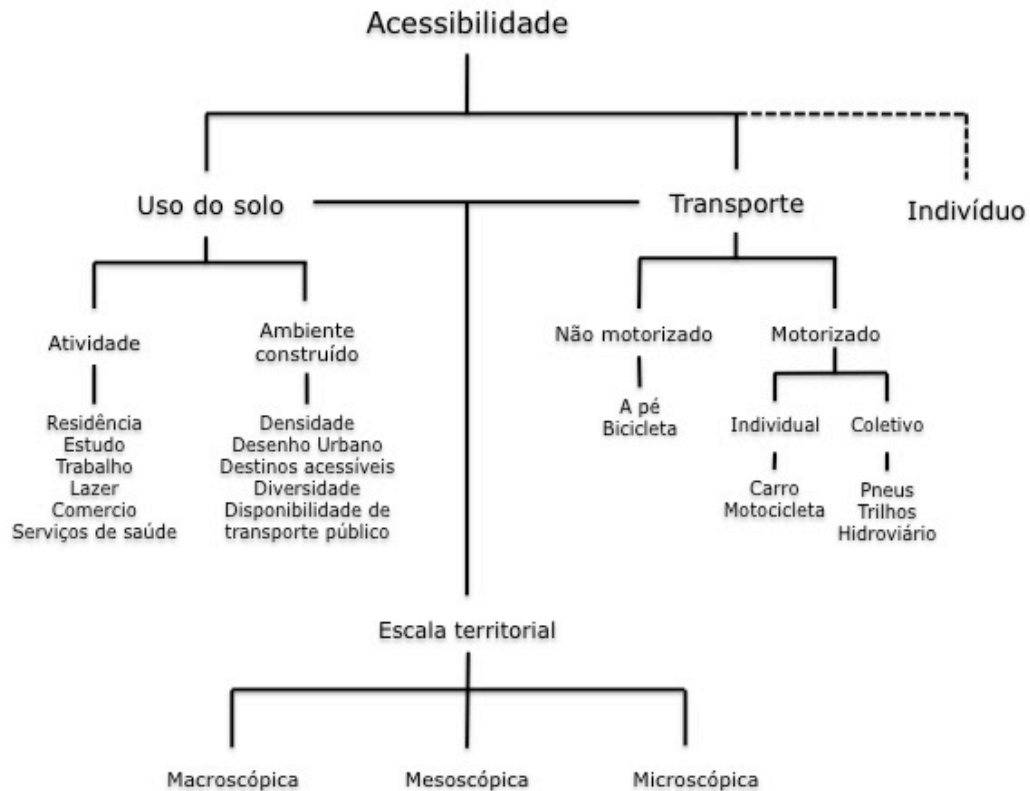 Acessibilidade
Uso do solo
Transporte
Indivíduo
Atividade
Ambiente
construído
Não motorizado
Motorizado
Residência
Estudo
Trabalho
Lazer
Comercio
Serviços de saúde
Densidade
Desenho Urbano
Destinos acessíveis
Diversidade
Disponibilidade de
transporte público
A pé
Bicicleta
Individual
Coletivo
Carro
Motocicleta
Pneus
Trilhos
Hidroviário
Escala territorial
Macroscópica
Mesoscópica
Microscópica